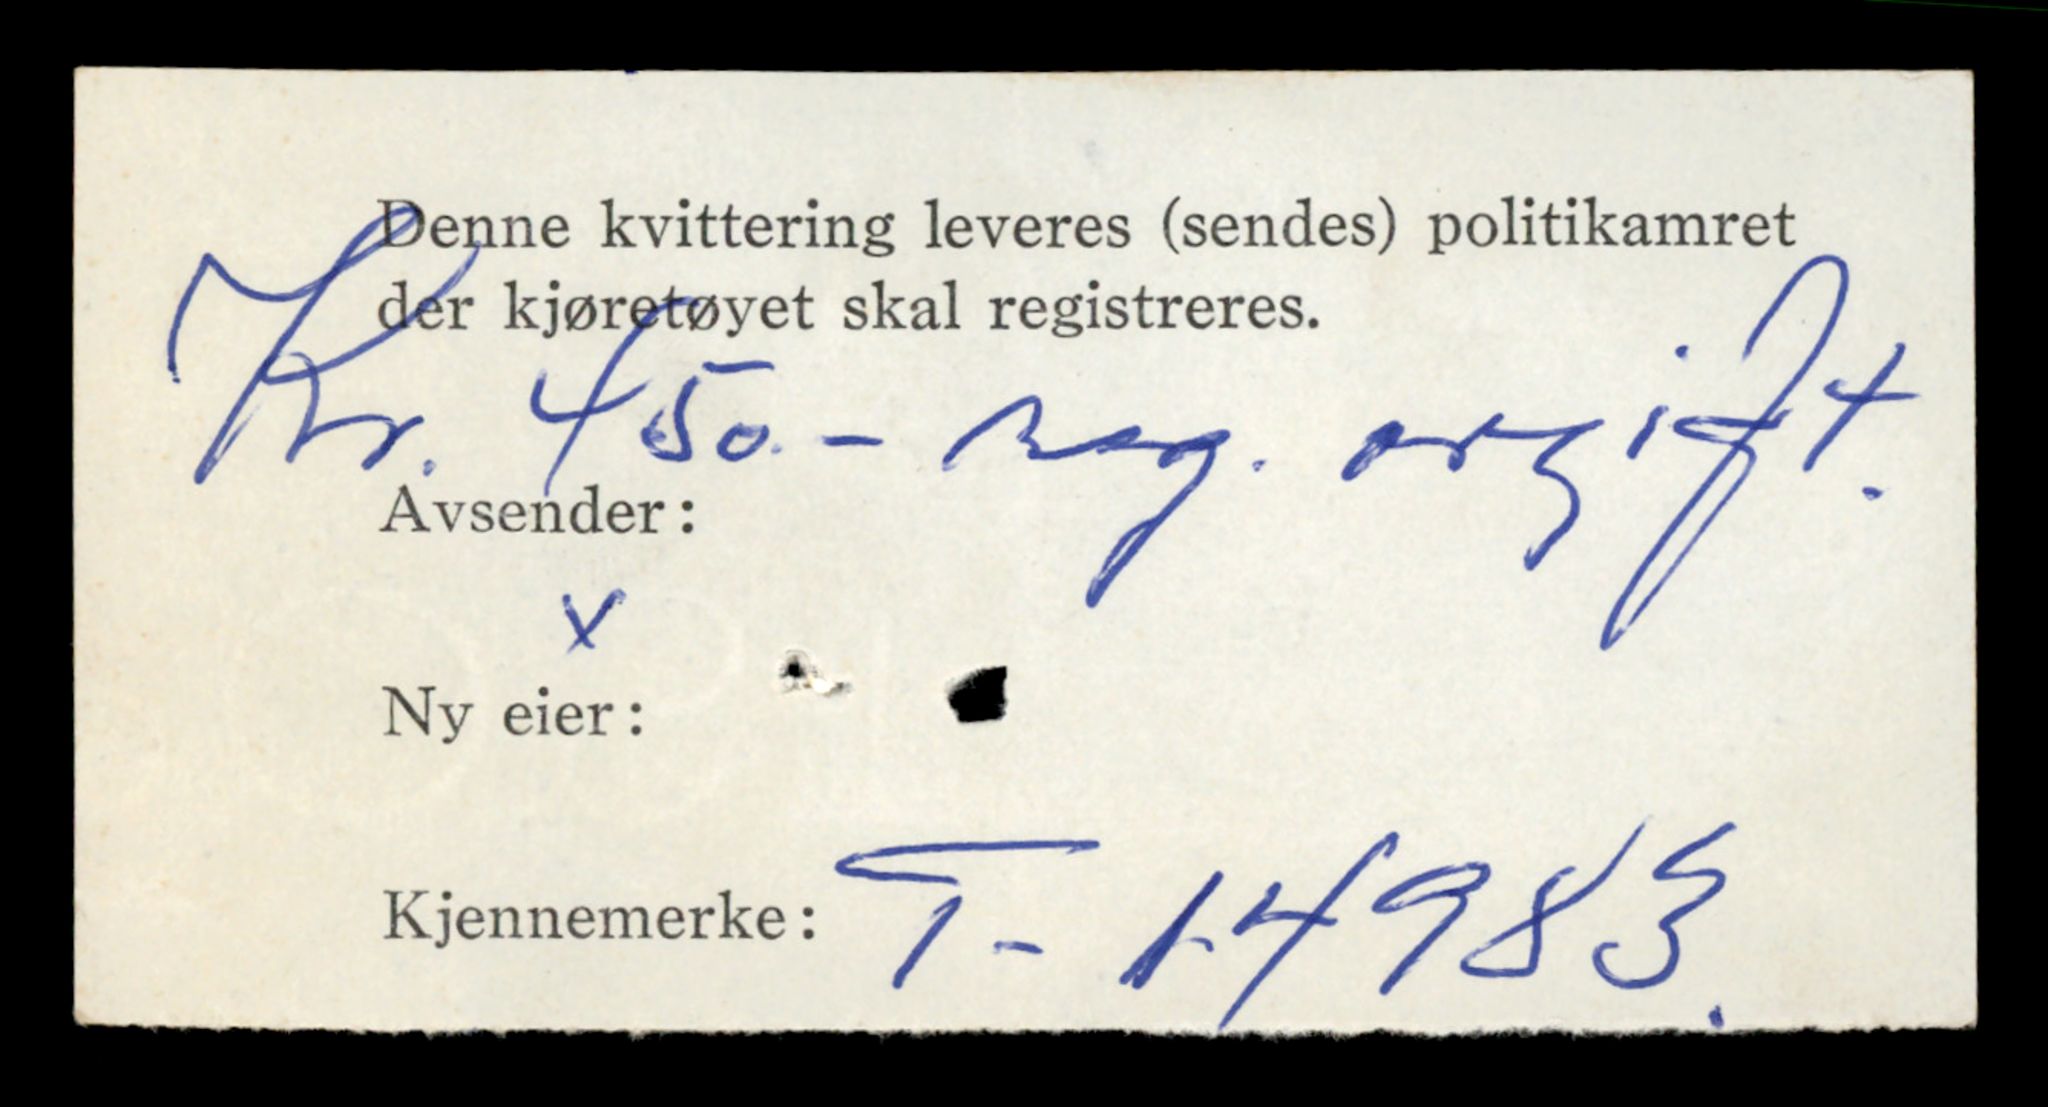 Denne kvittering leveres (sendes) politikamret
der kjøretøyet skal registreres.
Kr. 450.- reg. avgift.
Avsender:
x
Ny eier:
Kjennemerke: T-14983.